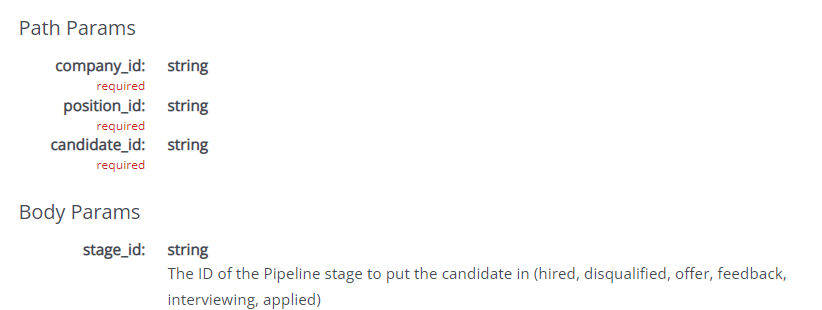 Path Params
company_id: string
required
position_id: string
required
candidate_id: string
required
Body Params
stage_id: string
The ID of the Pipeline stage to put the candidate in (hired, disqualified, offer, feedback,
interviewing, applied)